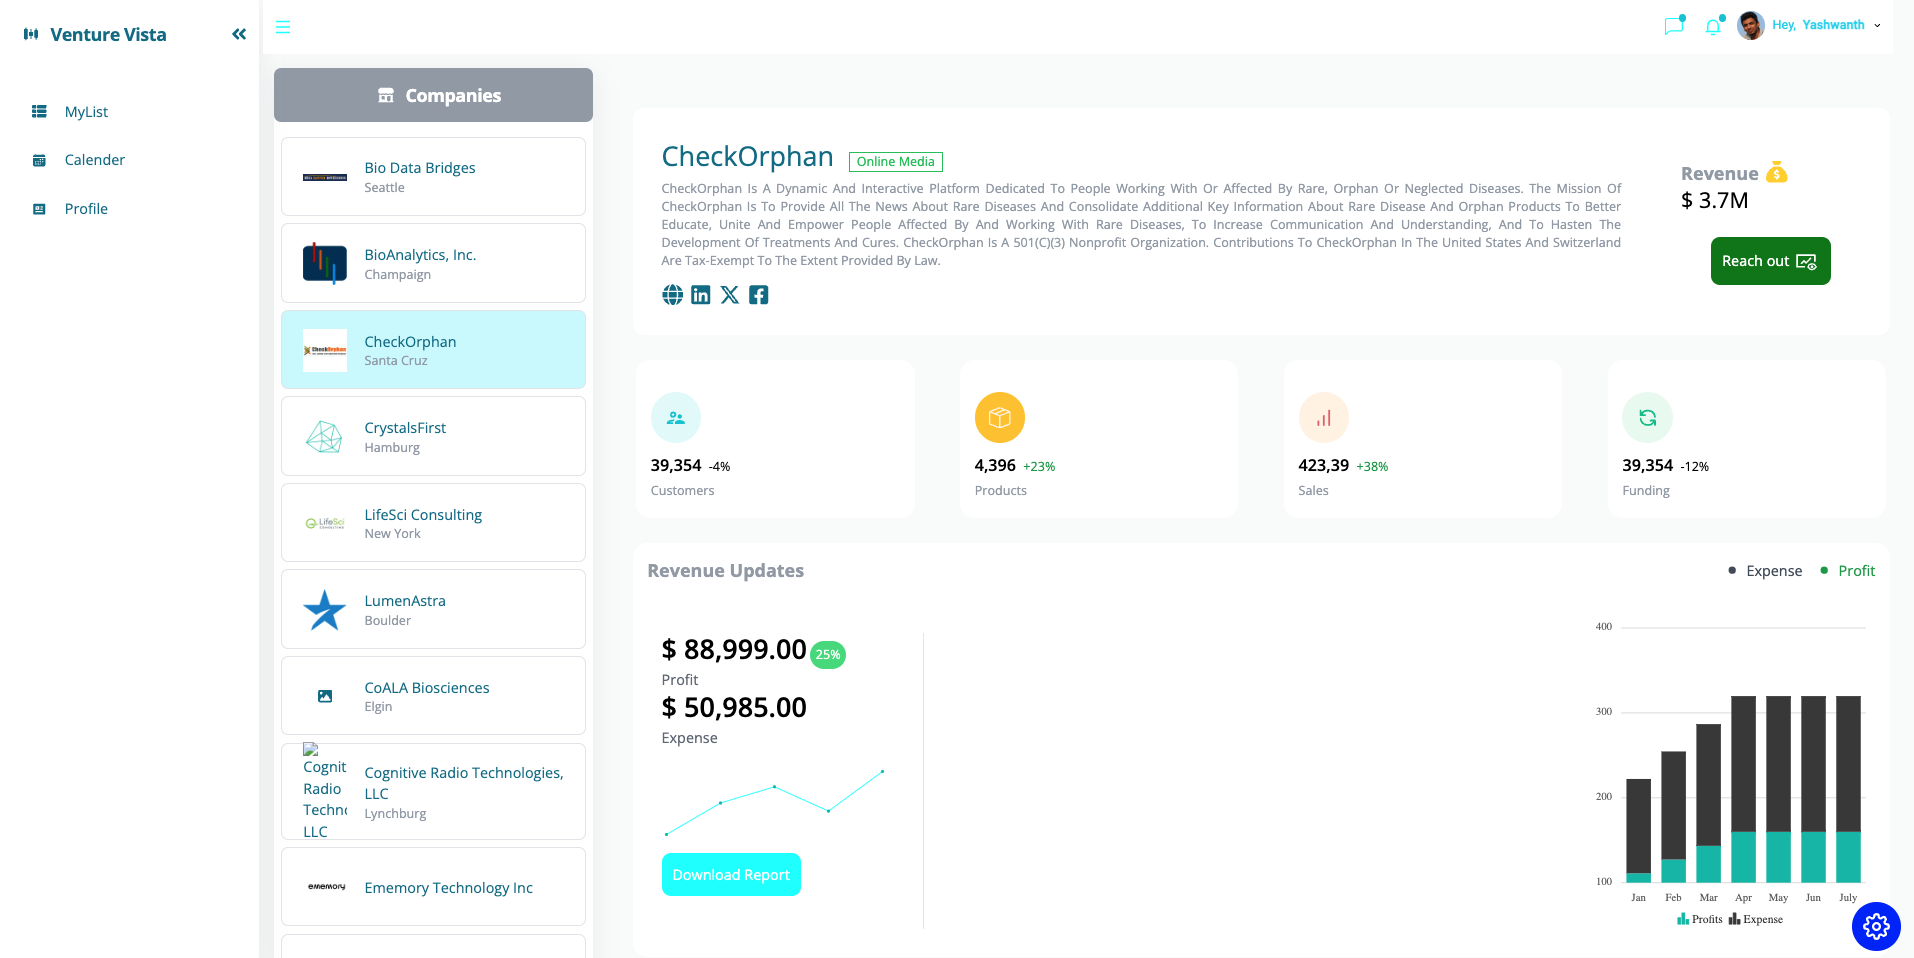 Venture Vista
MyList
Calender
Profile
Hey, Yashwanth
Companies
Bio Data Bridges
Seattle
BioAnalytics, Inc.
Champaign
CheckOrphan
CheckOrphan
Santa Cruz
CrystalsFirst
Hamburg
LifeSci
LifeSci Consulting
New York
LumenAstra
Boulder
CoALA Biosciences
Elgin
Cognit
Radio
Techno
LLC
Cognitive Radio Technologies,
LLC
Lynchburg
ememory
Ememory Technology Inc
CheckOrphan
Online Media
CheckOrphan Is A Dynamic And Interactive Platform Dedicated To People Working With Or Affected By Rare, Orphan Or Neglected Diseases. The Mission Of
CheckOrphan Is To Provide All The News About Rare Diseases And Consolidate Additional Key Information About Rare Disease And Orphan Products To Better
Educate, Unite And Empower People Affected By And Working With Rare Diseases, To Increase Communication And Understanding, And To Hasten The
Development Of Treatments And Cures. CheckOrphan Is A 501(C)(3) Nonprofit Organization. Contributions To CheckOrphan In The United States And Switzerland
Are Tax-Exempt To The Extent Provided By Law.
Revenue
$ 3.7M
Reach out
39,354 -4%
Customers
4,396 +23%
Products
423,39 +38%
Sales
39,354 -12%
Funding
Revenue Updates
Expense
Profit
$ 88,999.00 25%
Profit
$ 50,985.00
Expense
Download Report
400
300
200
100
Jan Feb Mar Apr May Jun July
Profits Expense